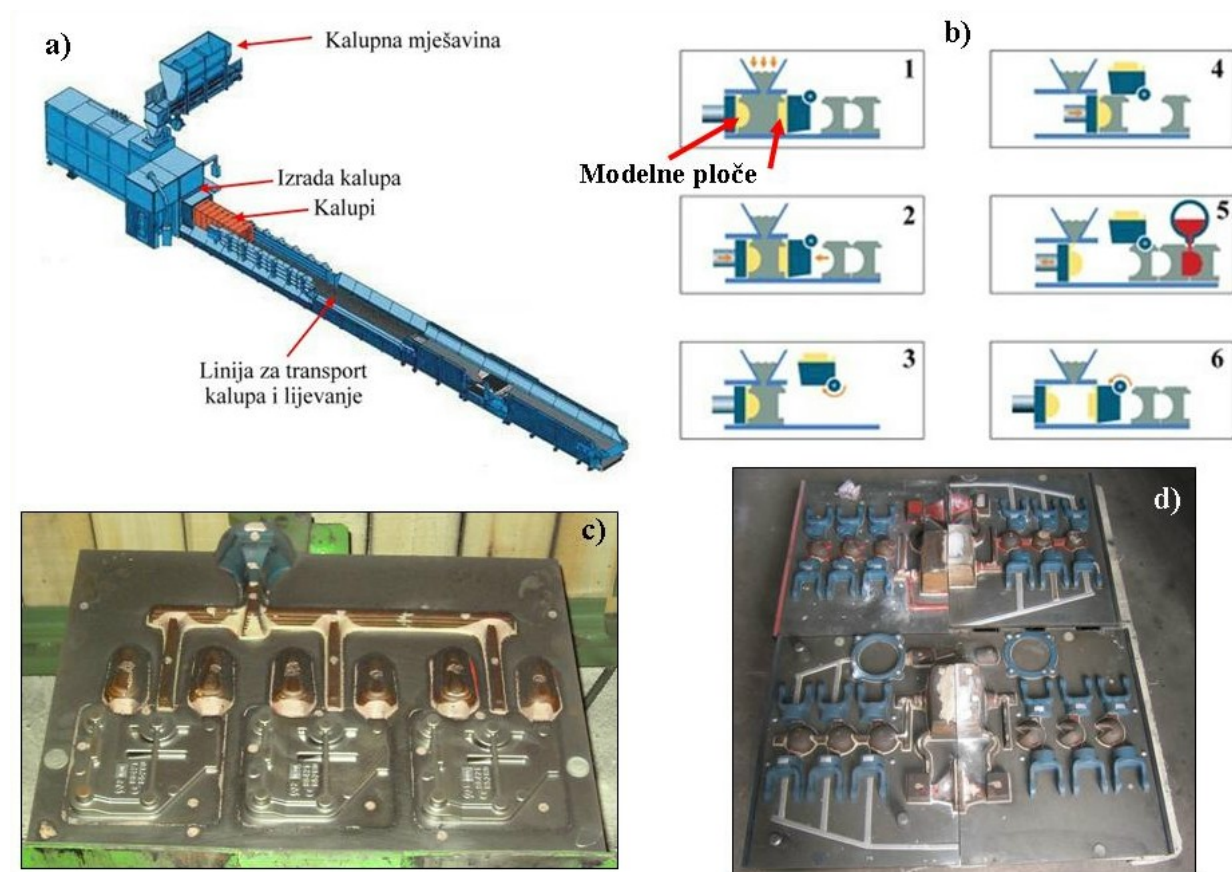 a)
Kalupna mješavina
Izrada kalupa
Kalupi
Linija za transport
kalupa i lijevanje
b)
1
4
Modelne ploče
2
5
3
6
c)
d)